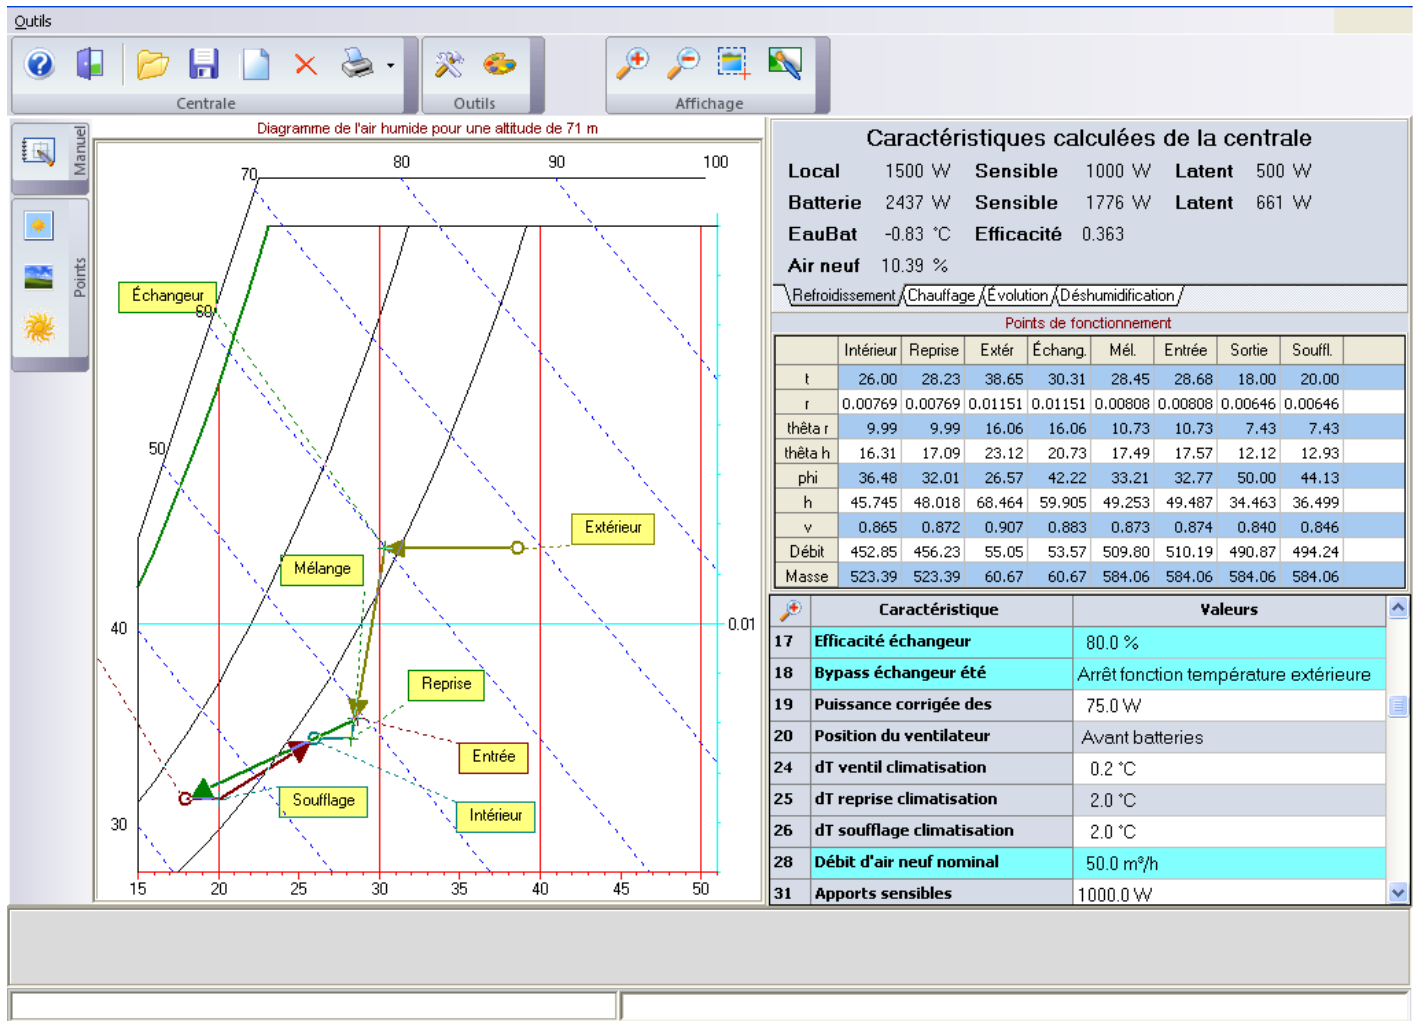 Outils
Centrale
Outils
Affichage
Manuel
Points
Diagramme de l'air humide pour une altitude de 71 m
70 80 90 100
Échangeur
60
50
Extérieur
Mélange
40
0.01
Reprise
Entrée
Soufflage
Intérieur
30
15 20 25 30 35 40 45 50
Caractéristiques calculées de la centrale
Local 1500 W Sensible 1000 W Latent 500 W
Batterie 2437 W Sensible 1776 W Latent 661 W
EauBat -0.83 °C Efficacité 0.363
Air neuf 10.39 %
Refroidissement Chauffage Évolution Déshumidification
Points de fonctionnement
Intérieur Reprise Extér Échang. Mél. Entrée Sortie Souffl.
t 26.00 28.23 38.65 30.31 28.45 28.68 18.00 20.00
r 0.00769 0.00769 0.01151 0.01151 0.00808 0.00808 0.00646 0.00646
thêta r 9.99 9.99 16.06 16.06 10.73 10.73 7.43 7.43
thêta h 16.31 17.09 23.12 20.73 17.49 17.57 12.12 12.93
phi 36.48 32.01 26.57 42.22 33.21 32.77 50.00 44.13
h 45.745 48.018 68.464 59.905 49.253 49.487 34.463 36.499
v 0.865 0.872 0.907 0.883 0.873 0.874 0.840 0.846
Débit 452.85 456.23 55.05 53.57 509.80 510.19 490.87 494.24
Masse 523.39 523.39 60.67 60.67 584.06 584.06 584.06 584.06
Caractéristique Valeurs
17 Efficacité échangeur 80.0 %
18 Bypass échangeur été Arrêt fonction température extérieure
19 Puissance corrigée des 75.0 W
20 Position du ventilateur Avant batteries
24 dT ventil climatisation 0.2 °C
25 dT reprise climatisation 2.0 °C
26 dT soufflage climatisation 2.0 °C
28 Débit d'air neuf nominal 50.0 m³/h
31 Apports sensibles 1000.0 W